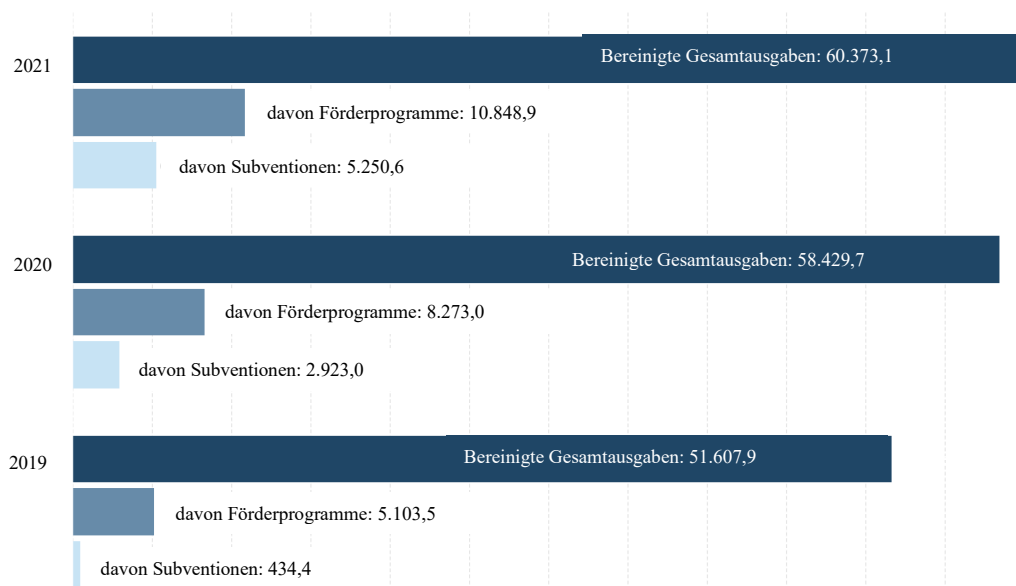 2021
Bereinigte Gesamtausgaben: 60.373,1
davon Förderprogramme: 10.848,9
davon Subventionen: 5.250,6
2020
Bereinigte Gesamtausgaben: 58.429,7
davon Förderprogramme: 8.273,0
davon Subventionen: 2.923,0
2019
Bereinigte Gesamtausgaben: 51.607,9
davon Förderprogramme: 5.103,5
davon Subventionen: 434,4